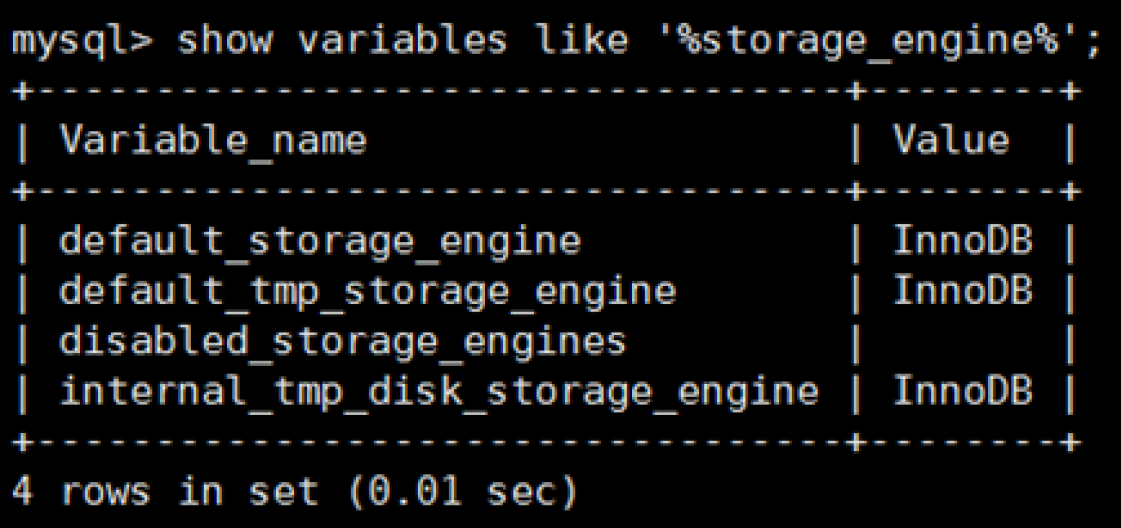 mysql> show variables like '%storage_engine%';
+----------------------------------+--------+
| Variable_name                    | Value  |
+----------------------------------+--------+
| default_storage_engine           | InnoDB |
| default_tmp_storage_engine       | InnoDB |
| disabled_storage_engines         |        |
| internal_tmp_disk_storage_engine | InnoDB |
+----------------------------------+--------+
4 rows in set (0.01 sec)